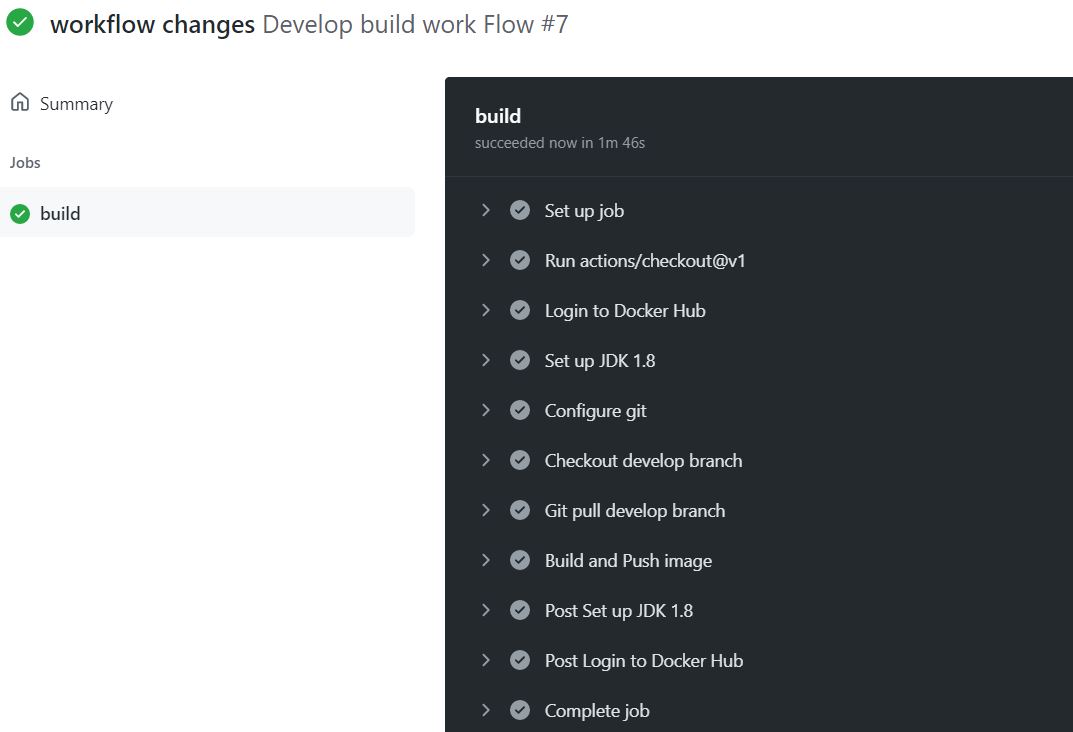 workflow changes Develop build work Flow #7
Summary
Jobs
build
build
succeeded now in 1m 46s
Set up job
Run actions/checkout@v1
Login to Docker Hub
Set up JDK 1.8
Configure git
Checkout develop branch
Git pull develop branch
Build and Push image
Post Set up JDK 1.8
Post Login to Docker Hub
Complete job